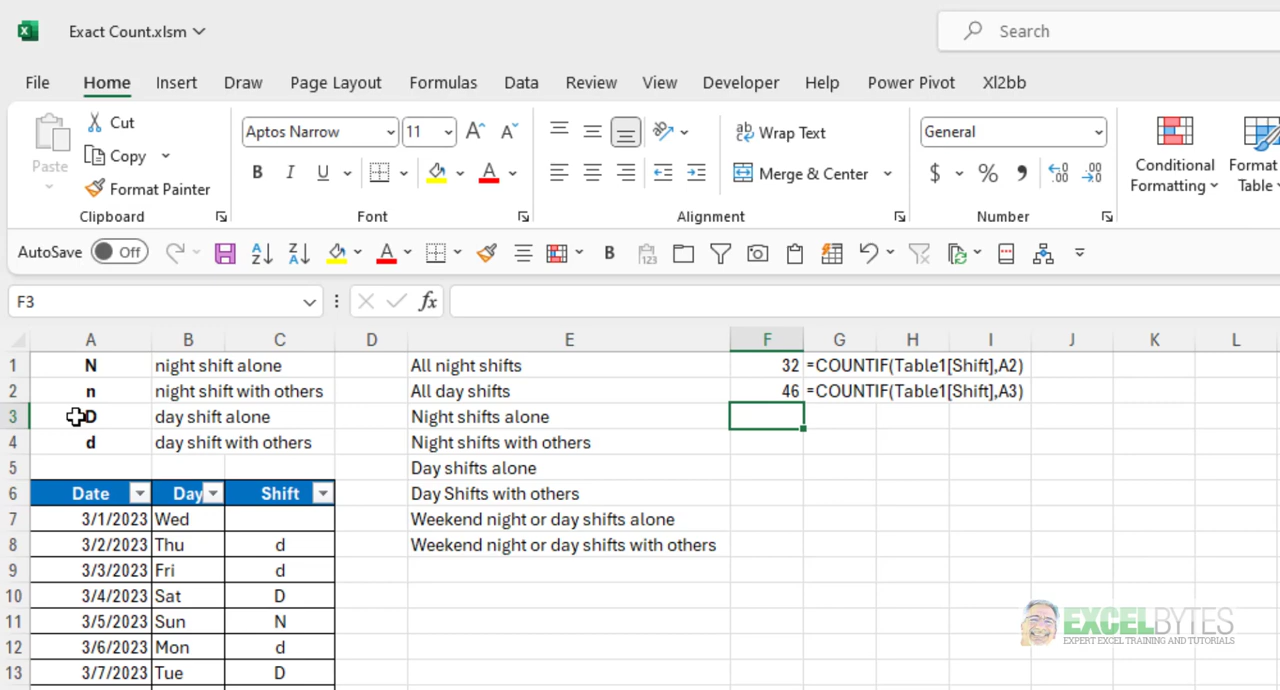 Exact Count.xlsm
Search
File Home Insert Draw Page Layout Formulas Data Review View Developer Help Power Pivot Xl2bb
Paste
Cut
Copy
Format Painter
Clipboard
Aptos Narrow 11 A A
B I U A
Font
ab Wrap Text
Merge & Center
Alignment
General
$ % 9 .00 .00
Number
Conditional
Formatting
Format
Table
AutoSave Off
B 123
F3 fx
A B C D E F G H I J K L
1 N night shift alone All night shifts 32 =COUNTIF(Table1[Shift],A2)
2 n night shift with others All day shifts 46 =COUNTIF(Table1[Shift],A3)
3 D day shift alone Night shifts alone
4 d day shift with others Night shifts with others
5 Day shifts alone
6 Date Day Shift Day Shifts with others
7 3/1/2023 Wed Weekend night or day shifts alone
8 3/2/2023 Thu d Weekend night or day shifts with others
9 3/3/2023 Fri d
10 3/4/2023 Sat D
11 3/5/2023 Sun N
12 3/6/2023 Mon d
13 3/7/2023 Tue D
EXCELBYTES
EXPERT EXCEL TRAINING AND TUTORIALS